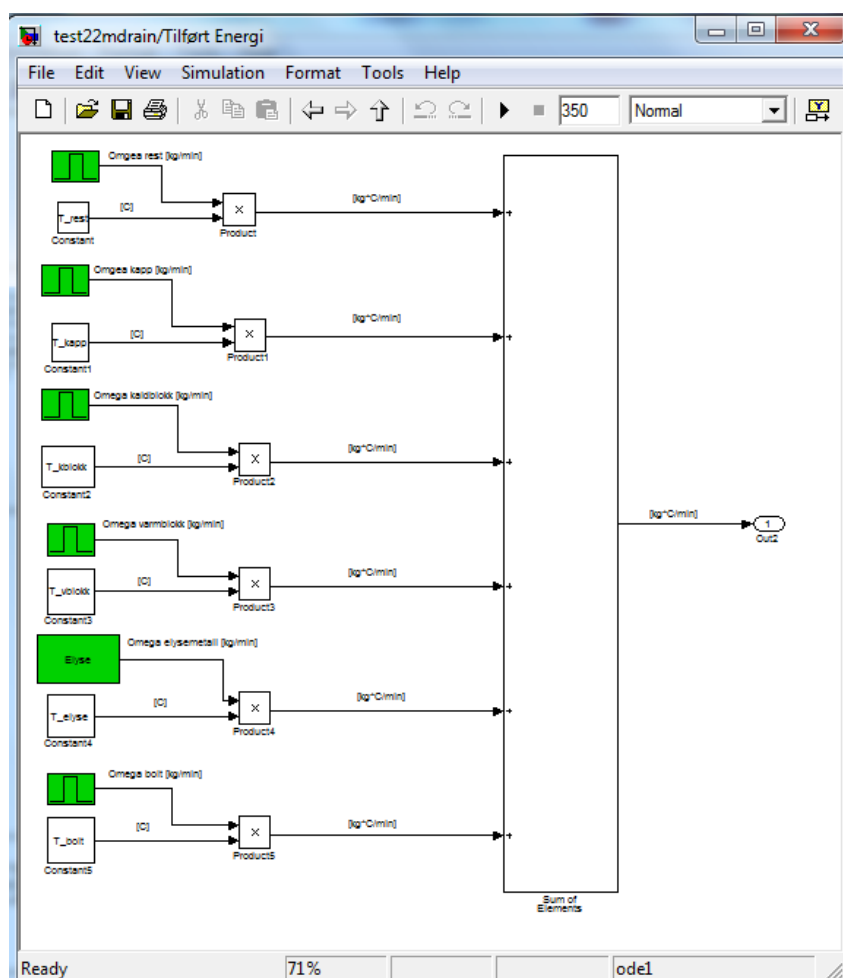 test22mdrain/Tilført Energi
File Edit View Simulation Format Tools Help
350 Normal
Omgea rest [kg/min]
[C]
T_rest
Constant
×
Product
[kg*C/min]
+
Omgea kapp [kg/min]
[C]
T_kapp
Constant1
×
Product1
[kg*C/min]
+
Omega kaldblokk [kg/min]
[C]
T_kblokk
Constant2
×
Product2
[kg*C/min]
+
Omega varmblokk [kg/min]
[C]
T_vblokk
Constant3
×
Product3
[kg*C/min]
+
Omega elysemetall [kg/min]
Elyse
[C]
T_elyse
Constant4
×
Product4
[kg*C/min]
+
Omega bolt [kg/min]
[C]
T_bolt
Constant5
×
Product5
[kg*C/min]
+
Sum of
Elements
[kg*C/min]
1
Out2
Ready 71% ode1